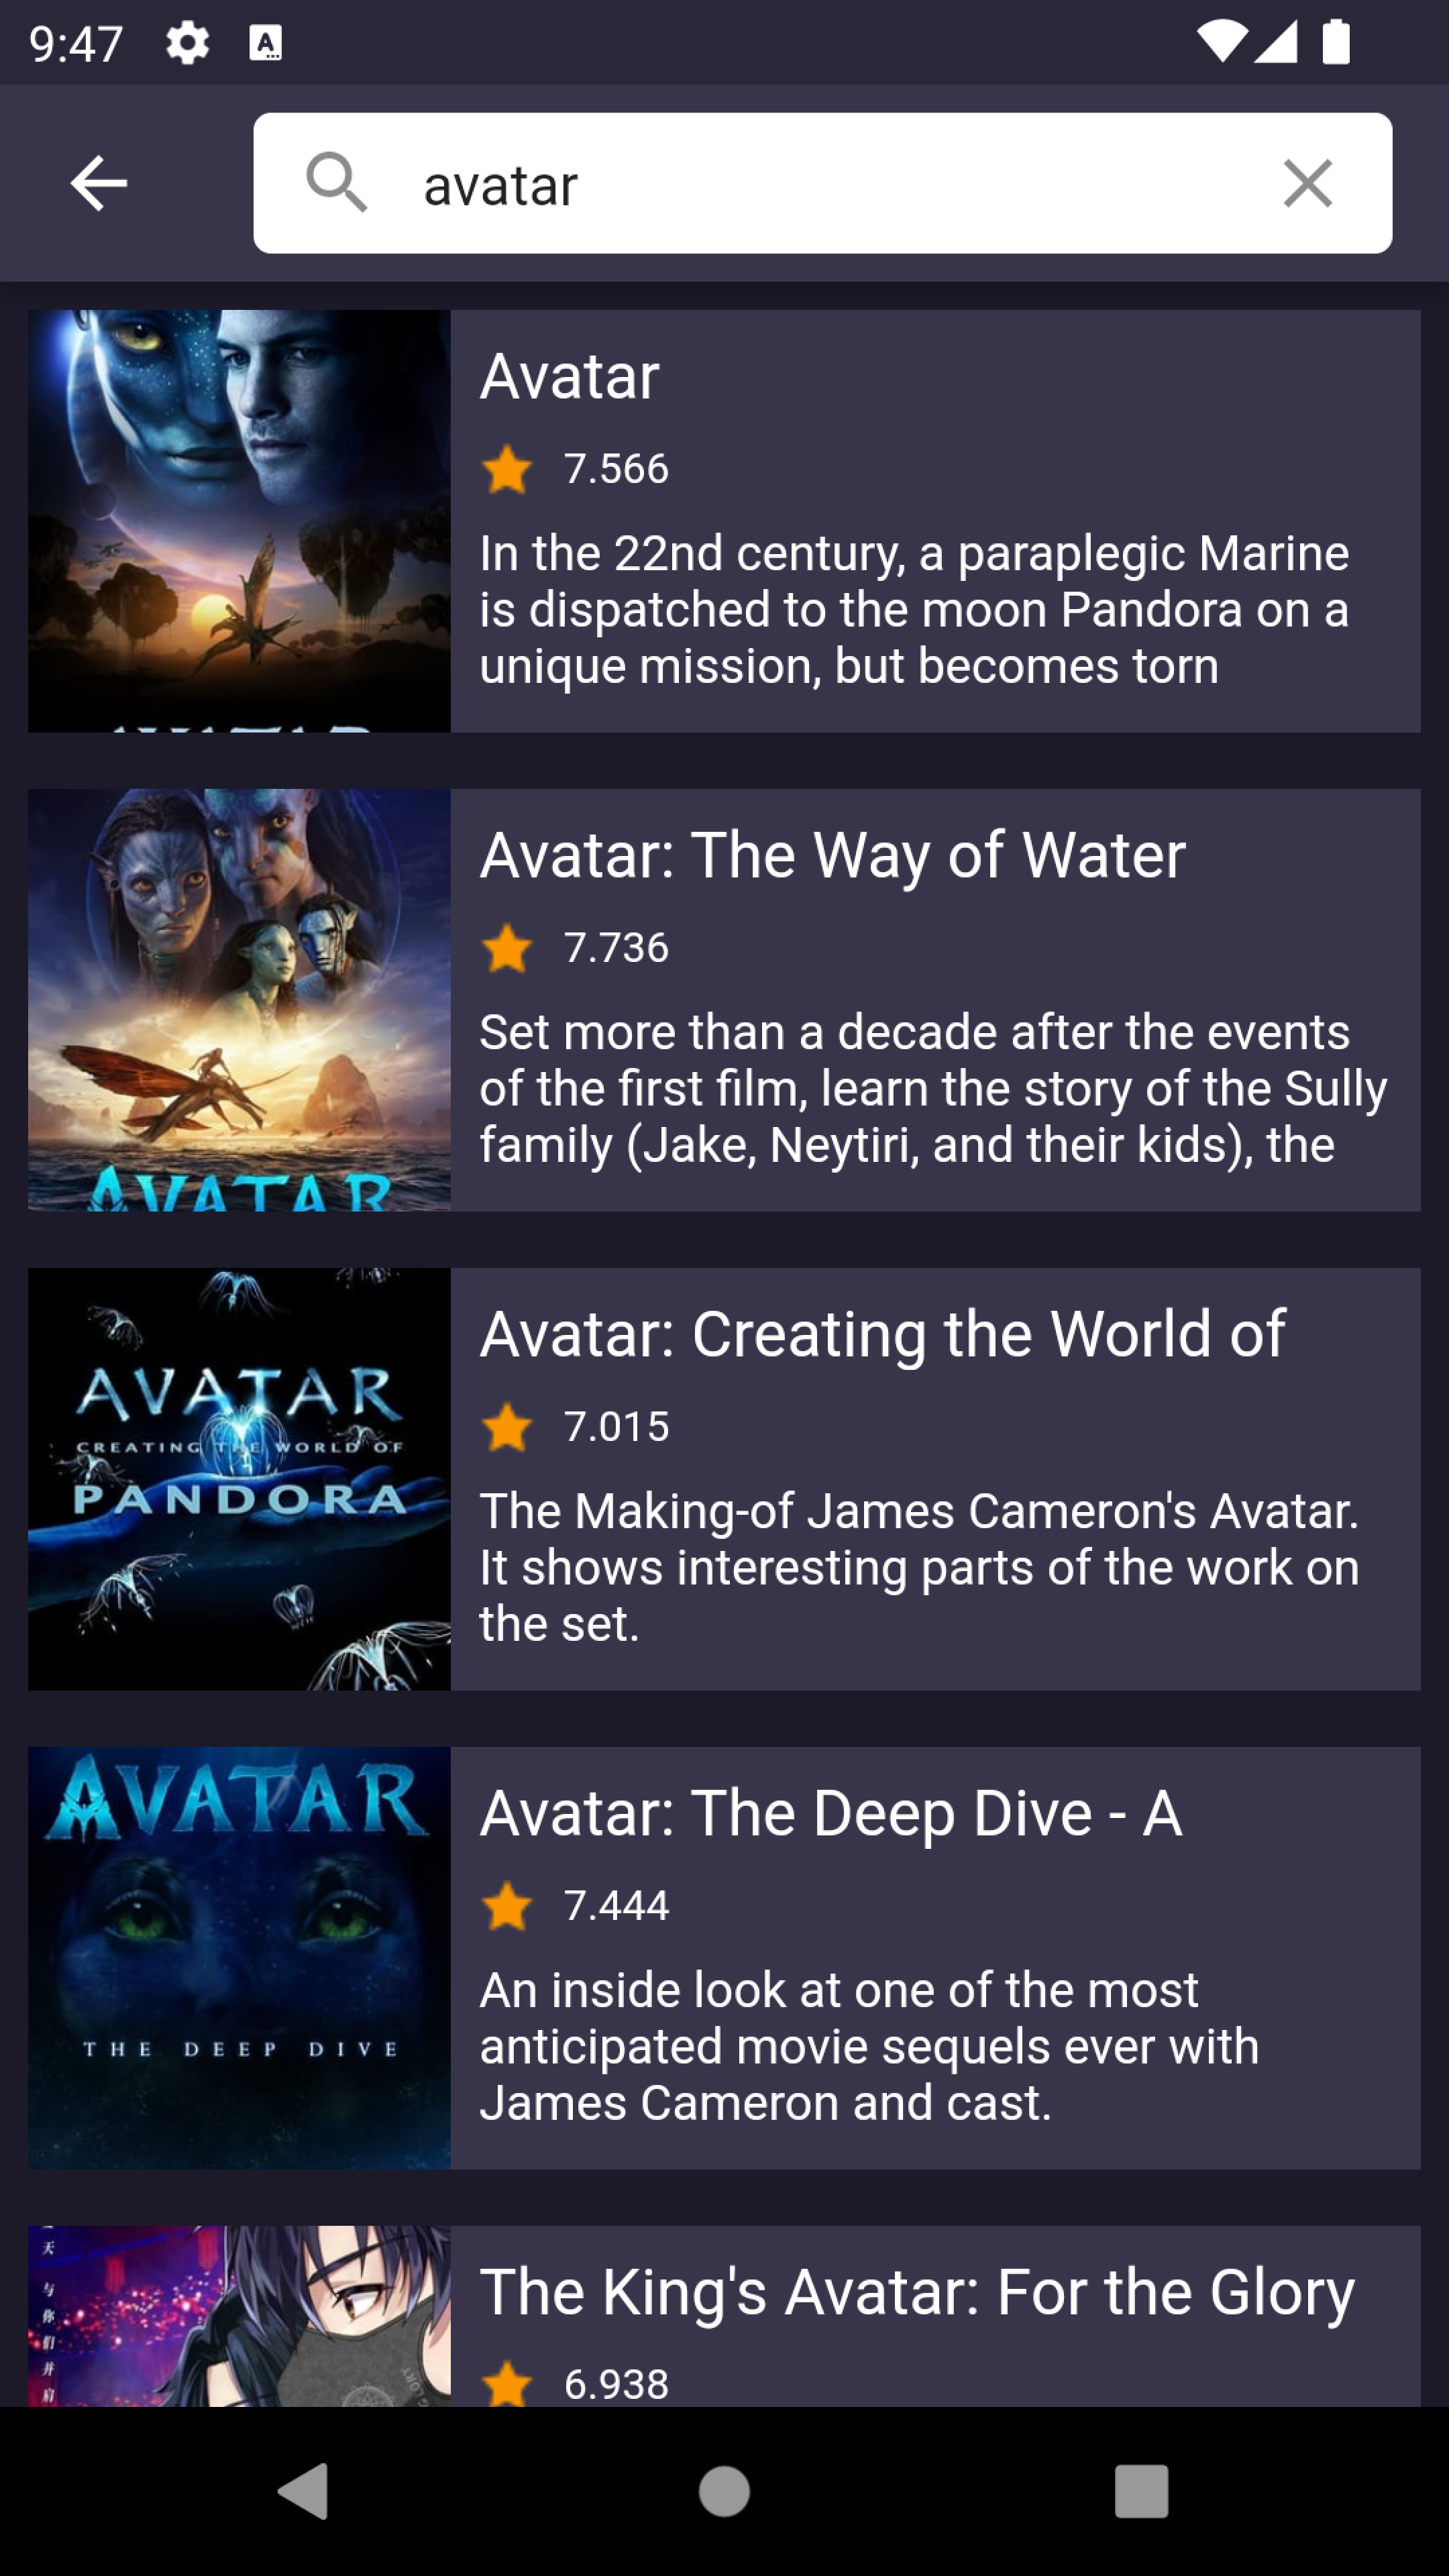 9:47
avatar
Avatar
7.566
In the 22nd century, a paraplegic Marine
is dispatched to the moon Pandora on a
unique mission, but becomes torn
Avatar: The Way of Water
7.736
Set more than a decade after the events
of the first film, learn the story of the Sully
family (Jake, Neytiri, and their kids), the
AVATAR
Avatar: Creating the World of
7.015
The Making-of James Cameron's Avatar.
It shows interesting parts of the work on
the set.
AVATAR
CREATING THE WORLD OF
PANDORA
Avatar: The Deep Dive - A
7.444
An inside look at one of the most
anticipated movie sequels ever with
James Cameron and cast.
AVATAR
THE DEEP DIVE
The King's Avatar: For the Glory
6.938
天与你们并肩